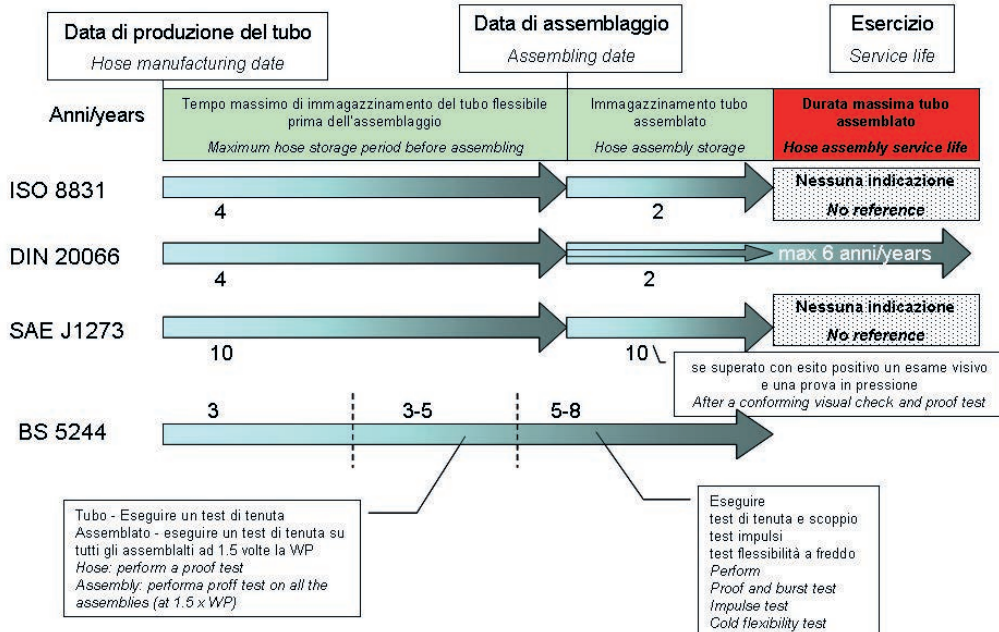 Data di produzione del tubo
Hose manufacturing date
Data di assemblaggio
Assembling date
Esercizio
Service life
Anni/years
Tempo massimo di immagazzinamento del tubo flessibile
prima dell'assemblaggio
Maximum hose storage period before assembling
Immagazzinamento tubo
assemblato
Hose assembly storage
Durata massima tubo
assemblato
Hose assembly service life
ISO 8831
4
2
Nessuna indicazione
No reference
DIN 20066
4
2
max 6 anni/years
SAE J1273
10
10
Nessuna indicazione
No reference
se superato con esito positivo un esame visivo
e una prova in pressione
After a conforming visual check and proof test
BS 5244
3
3-5
5-8
Tubo - Eseguire un test di tenuta
Assemblato - eseguire un test di tenuta su
tutti gli assemblalti ad 1.5 volte la WP
Hose: perform a proof test
Assembly: performa proff test on all the
assemblies (at 1.5 x WP)
Eseguire
test di tenuta e scoppio
test impulsi
test flessibilità a freddo
Perform
Proof and burst test
Impulse test
Cold flexibility test